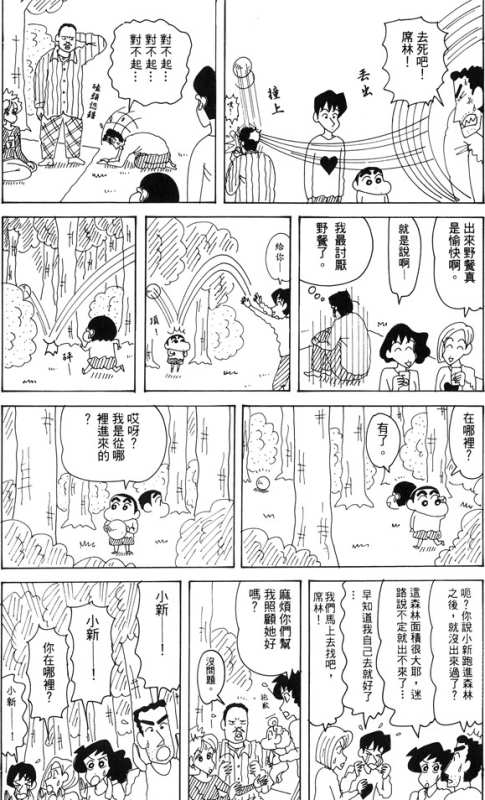 去死吧！
席林！
丟出
撞上
對不起…
對不起…
對不起…
出來野餐真
是愉快啊。
就是說啊
我最討厭
野餐了。
給你
頂
砰
在哪裡？
有了。
哎呀？
我是從哪
裡進來的
？
呃？你說小新跑進森林
之後，就沒出來過了？
這森林面積很大耶，迷
路說不定就出不來了…
早知道我自己去就好了
我們馬上去找吧，
席林！
麻煩你們幫
我照顧她好
嗎？
沒問題。
小新！
小新—！
你在哪裡？
小新—！